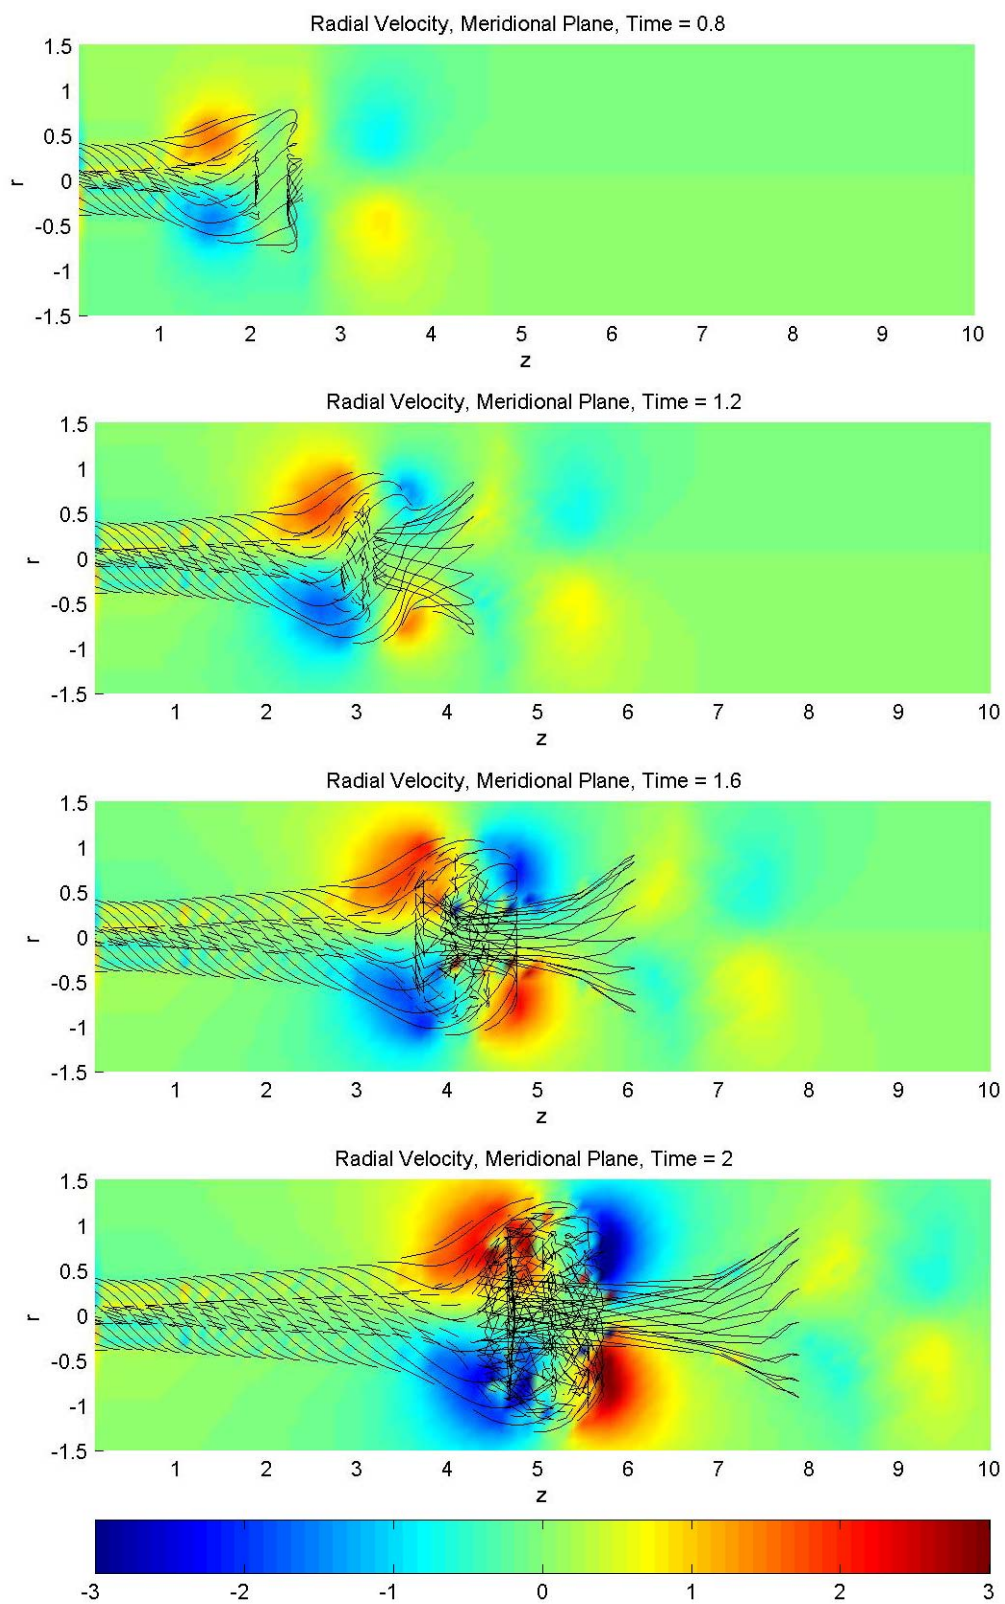 Radial Velocity, Meridional Plane, Time = 0.8
1.5
1
0.5
0
-0.5
-1
-1.5
r
1 2 3 4 5 6 7 8 9 10
z
Radial Velocity, Meridional Plane, Time = 1.2
1.5
1
0.5
0
-0.5
-1
-1.5
r
1 2 3 4 5 6 7 8 9 10
z
Radial Velocity, Meridional Plane, Time = 1.6
1.5
1
0.5
0
-0.5
-1
-1.5
r
1 2 3 4 5 6 7 8 9 10
z
Radial Velocity, Meridional Plane, Time = 2
1.5
1
0.5
0
-0.5
-1
-1.5
r
1 2 3 4 5 6 7 8 9 10
z
-3 -2 -1 0 1 2 3